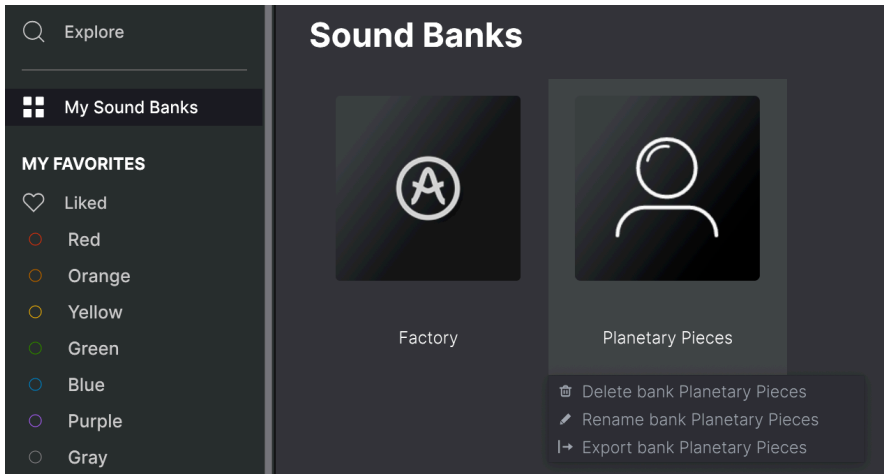 Explore
My Sound Banks
MY FAVORITES
Liked
Red
Orange
Yellow
Green
Blue
Purple
Gray
Sound Banks
Factory
Planetary Pieces
Delete bank Planetary Pieces
Rename bank Planetary Pieces
Export bank Planetary Pieces